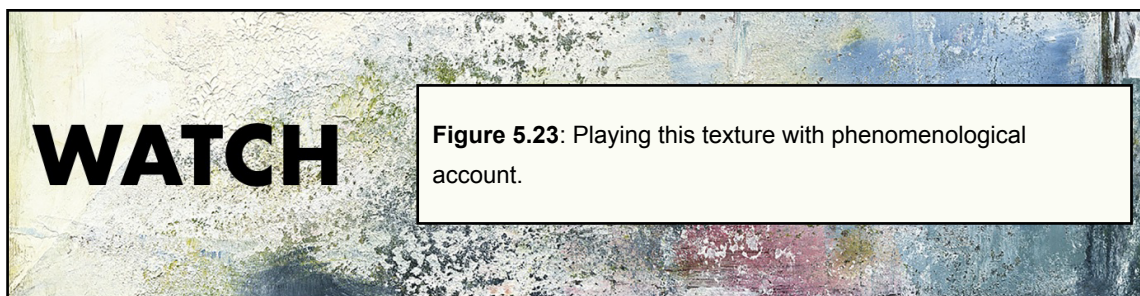 WATCH
Figure 5.23: Playing this texture with phenomenological
account.